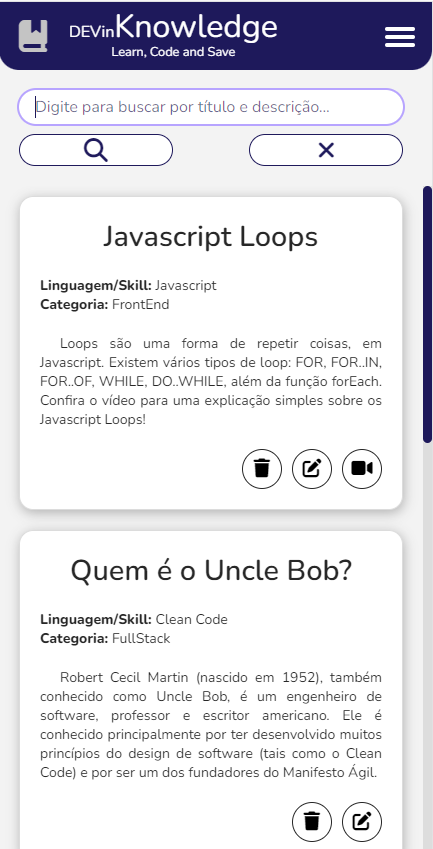 DEVinKnowledge
Learn, Code and Save
Digite para buscar por título e descrição...
Javascript Loops
Linguagem/Skill: Javascript
Categoria: FrontEnd
Loops são uma forma de repetir coisas, em
Javascript. Existem vários tipos de loop: FOR, FOR..IN,
FOR..OF, WHILE, DO..WHILE, além da função forEach.
Confira o vídeo para uma explicação simples sobre os
Javascript Loops!
Quem é o Uncle Bob?
Linguagem/Skill: Clean Code
Categoria: FullStack
Robert Cecil Martin (nascido em 1952), também
conhecido como Uncle Bob, é um engenheiro de
software, professor e escritor americano. Ele é
conhecido principalmente por ter desenvolvido muitos
princípios do design de software (tais como o Clean
Code) e por ser um dos fundadores do Manifesto Ágil.